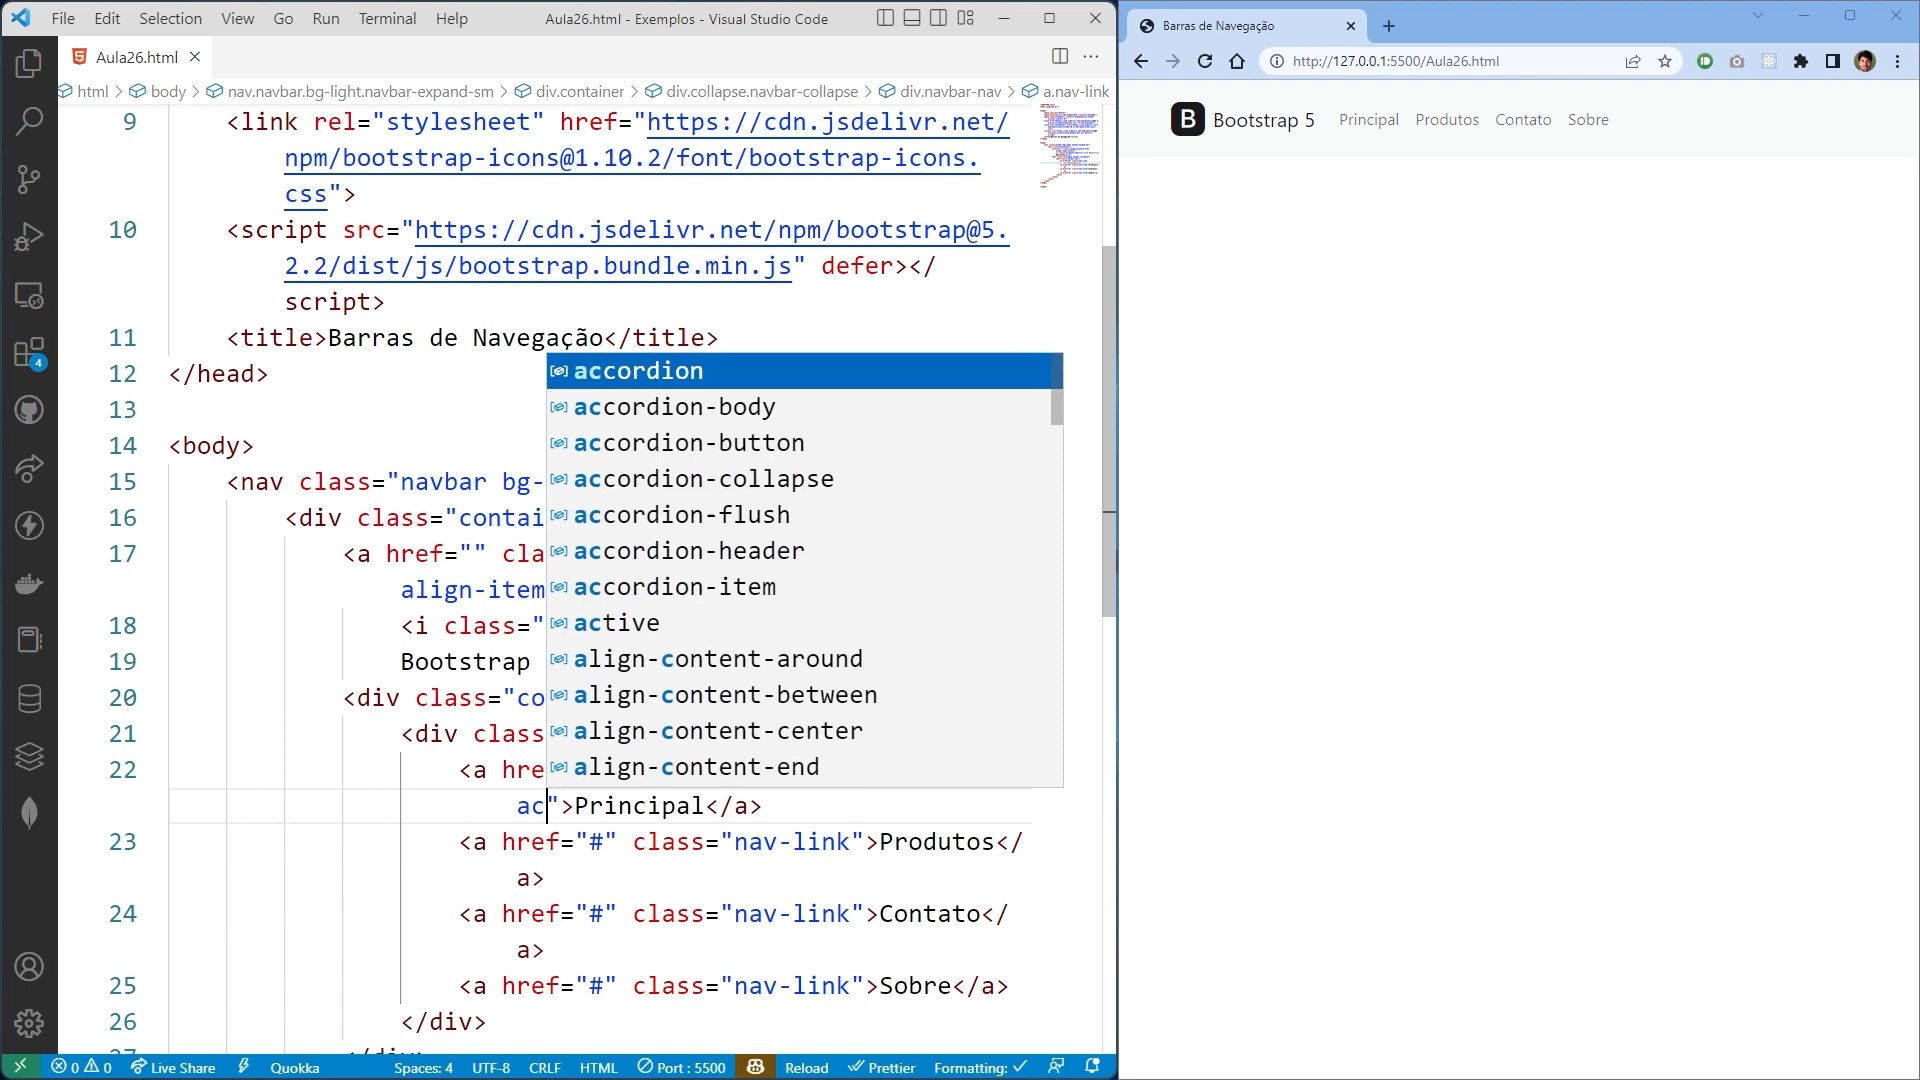 File Edit Selection View Go Run Terminal Help
Aula26.html - Exemplos - Visual Studio Code
Aula26.html
html > body > nav.navbar.bg-light.navbar-expand-sm > div.container > div.collapse.navbar-collapse > div.navbar-nav > a.nav-link
9 <link rel="stylesheet" href="https://cdn.jsdelivr.net/
npm/bootstrap-icons@1.10.2/font/bootstrap-icons.
css">
10 <script src="https://cdn.jsdelivr.net/npm/bootstrap@5.
2.2/dist/js/bootstrap.bundle.min.js" defer></
script>
11 <title>Barras de Navegação</title>
12 </head>
13
14 <body>
15 <nav class="navbar bg-
16 <div class="contai
17 <a href="" cla
align-item
18 <i class="
19 Bootstrap
20 <div class="co
21 <div class
22 <a hre
ac">Principal</a>
23 <a href="#" class="nav-link">Produtos</
a>
24 <a href="#" class="nav-link">Contato</
a>
25 <a href="#" class="nav-link">Sobre</a>
26 </div>
accordion
accordion-body
accordion-button
accordion-collapse
accordion-flush
accordion-header
accordion-item
active
align-content-around
align-content-between
align-content-center
align-content-end
4
0 0 Live Share Quokka Spaces: 4 UTF-8 CRLF HTML Port : 5500 Reload Prettier Formatting:
Barras de Navegação
http://127.0.0.1:5500/Aula26.html
B Bootstrap 5 Principal Produtos Contato Sobre